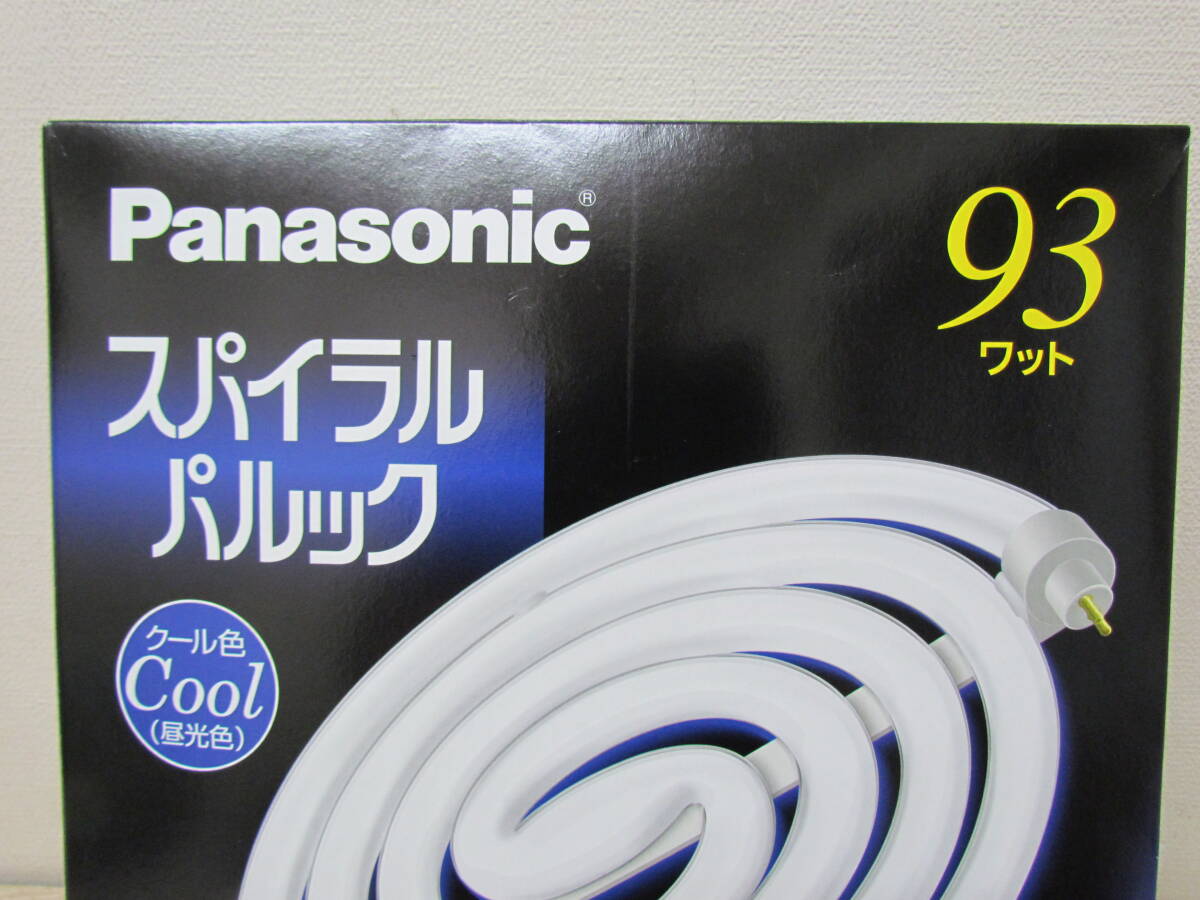 Panasonic®
93
ワット
スパイラル
パルック
クール色
Cool
(昼光色)